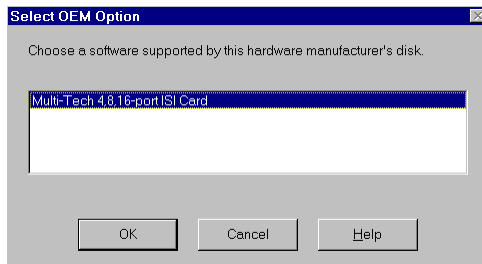 Select OEM Option
Choose a software supported by this hardware manufacturer's disk.
Multi-Tech 4,8,16-port ISI Card
OK
Cancel
Help